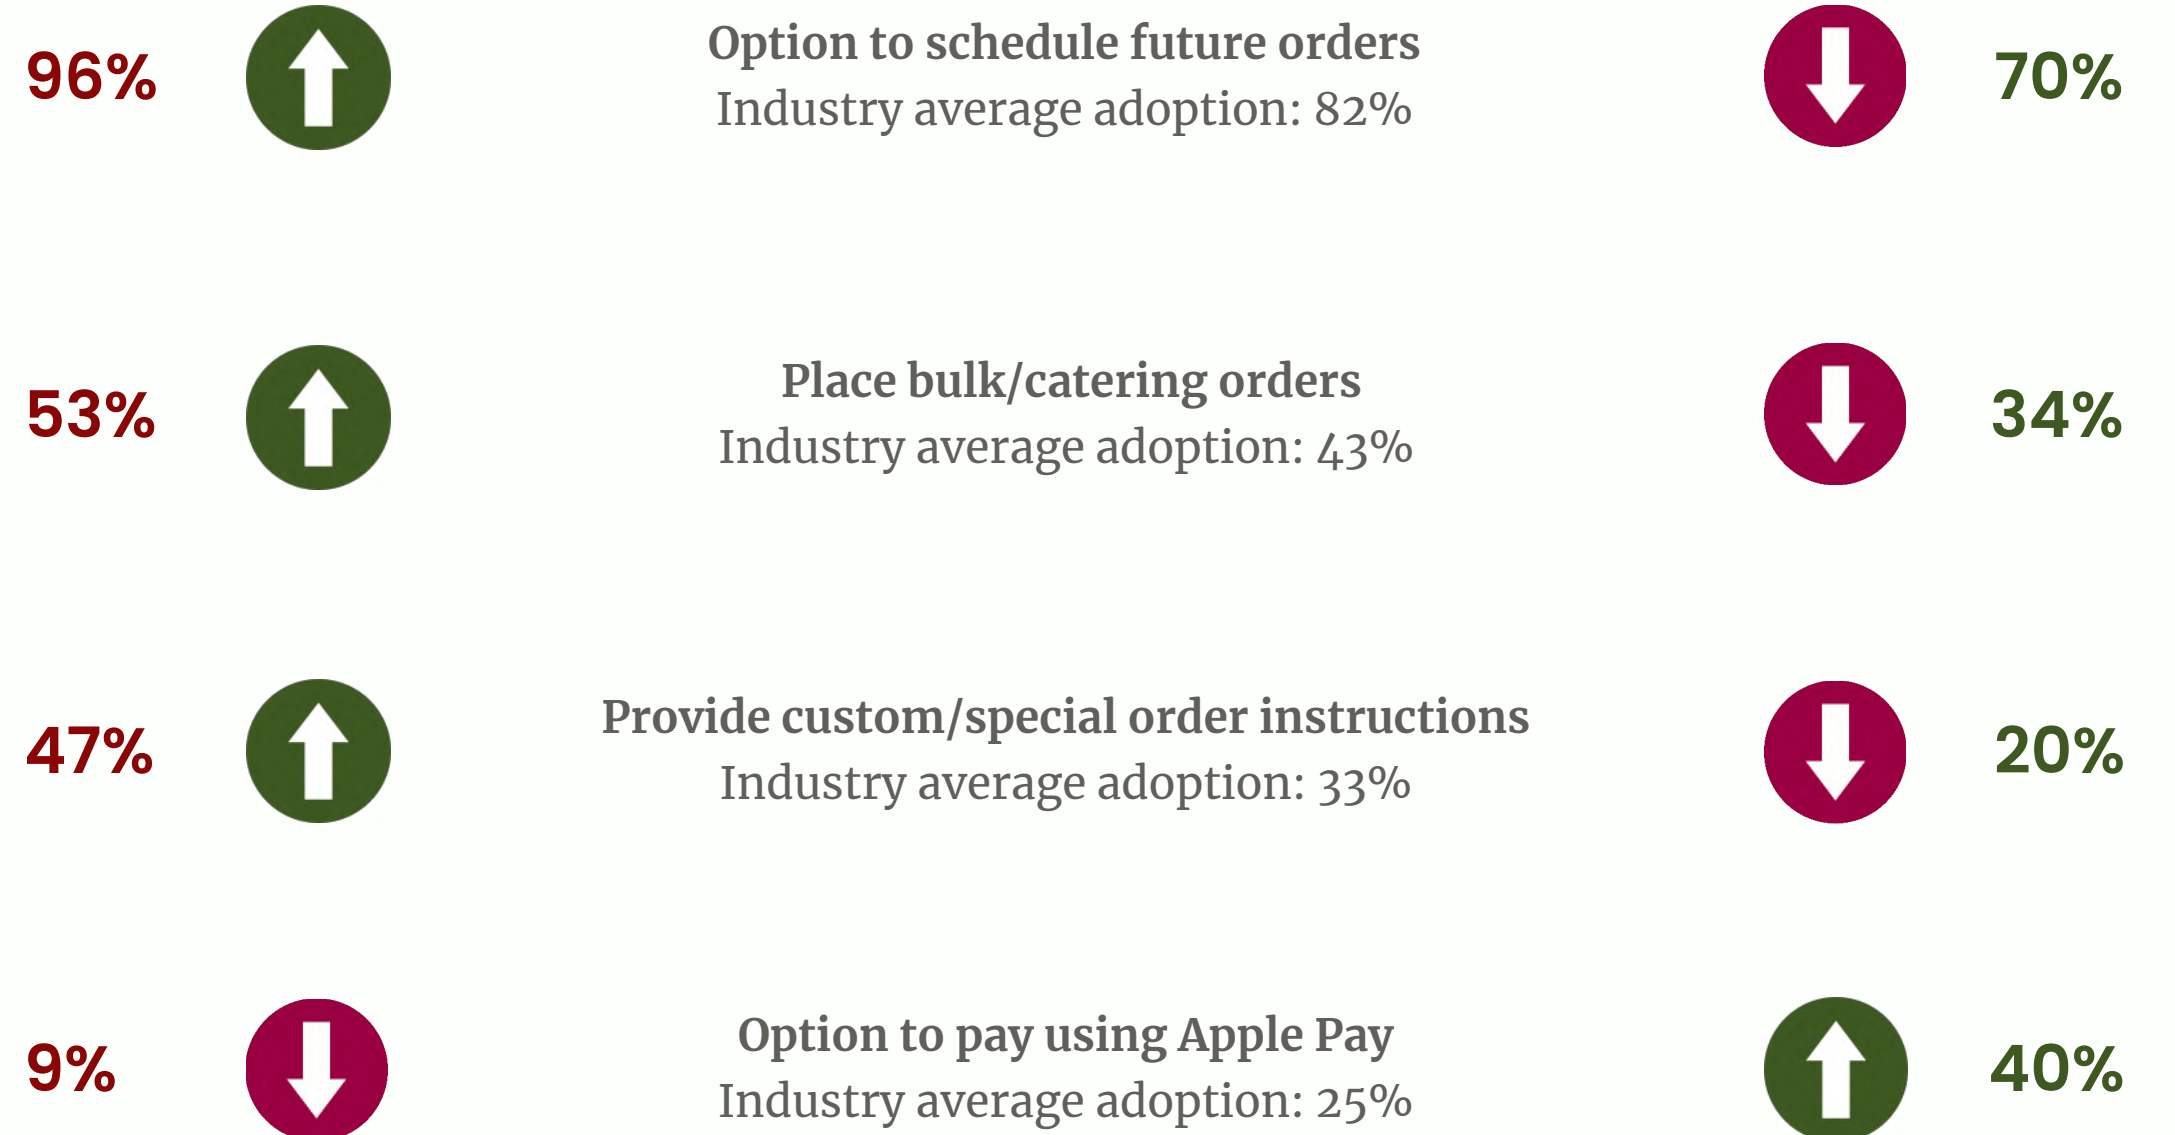 96%
Option to schedule future orders
Industry average adoption: 82%
70%
53%
Place bulk/catering orders
Industry average adoption: 43%
34%
47%
Provide custom/special order instructions
Industry average adoption: 33%
20%
9%
Option to pay using Apple Pay
Industry average adoption: 25%
40%